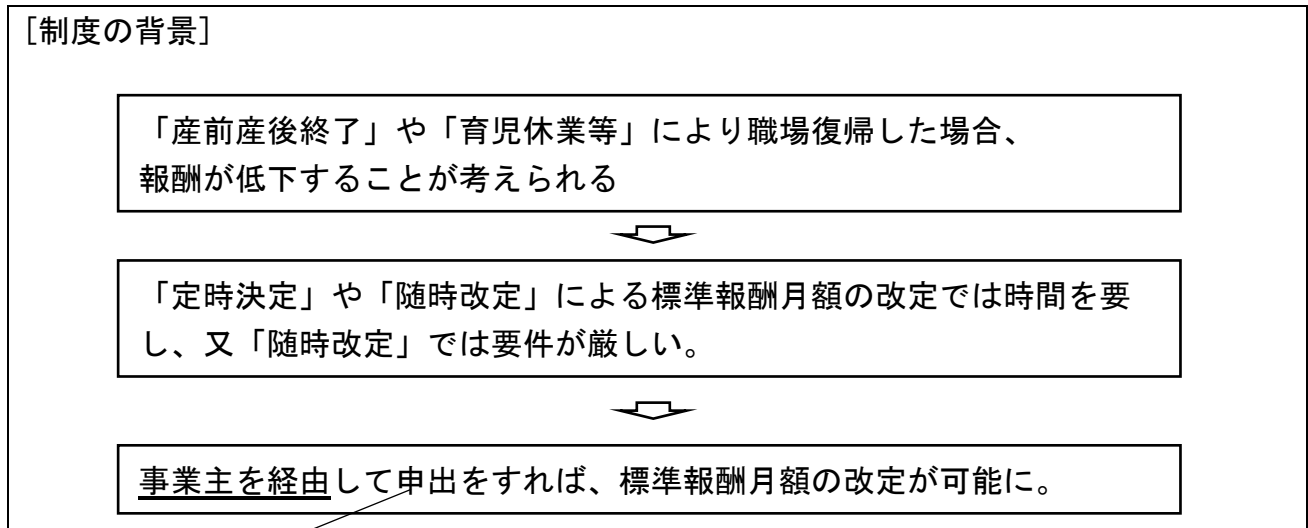 ［制度の背景］
「産前産後終了」や「育児休業等」により職場復帰した場合、
報酬が低下することが考えられる
「定時決定」や「随時改定」による標準報酬月額の改定では時間を要
し、又「随時改定」では要件が厳しい。
事業主を経由して申出をすれば、標準報酬月額の改定が可能に。